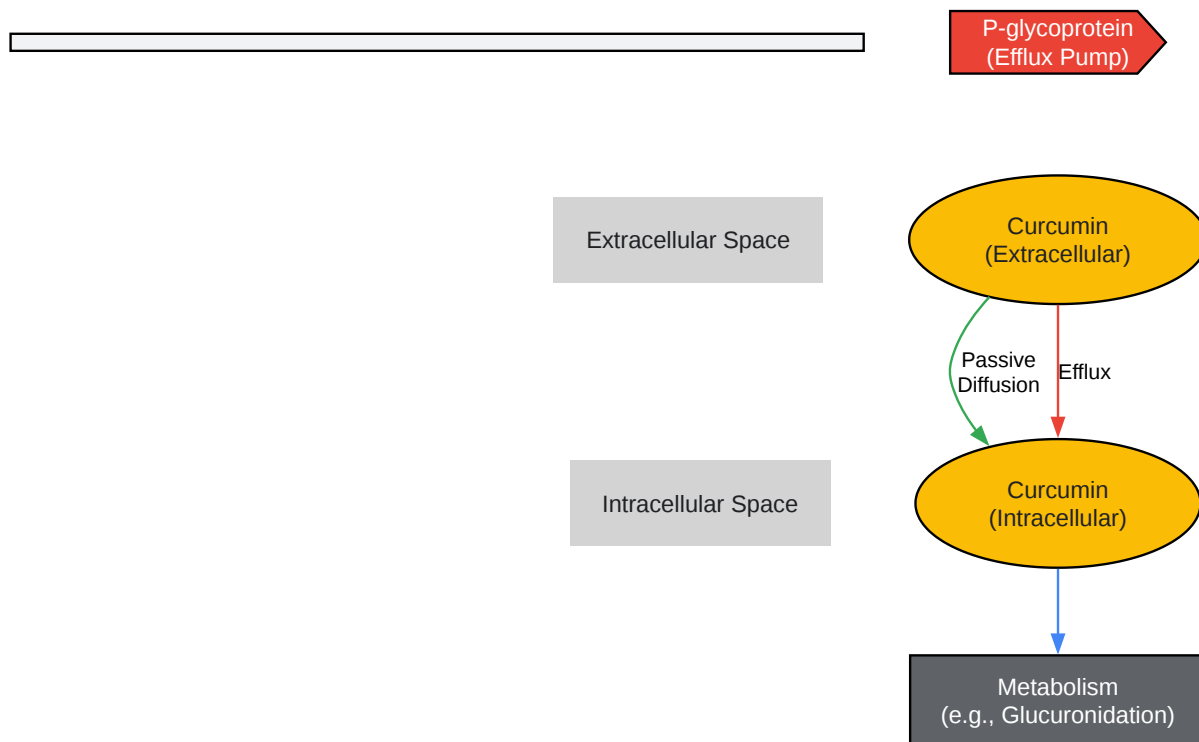 P-glycoprotein
(Efflux Pump)
Extracellular Space
Curcumin
(Extracellular)
Passive
Diffusion
Efflux
Intracellular Space
Curcumin
(Intracellular)
Metabolism
(e.g., Glucuronidation)